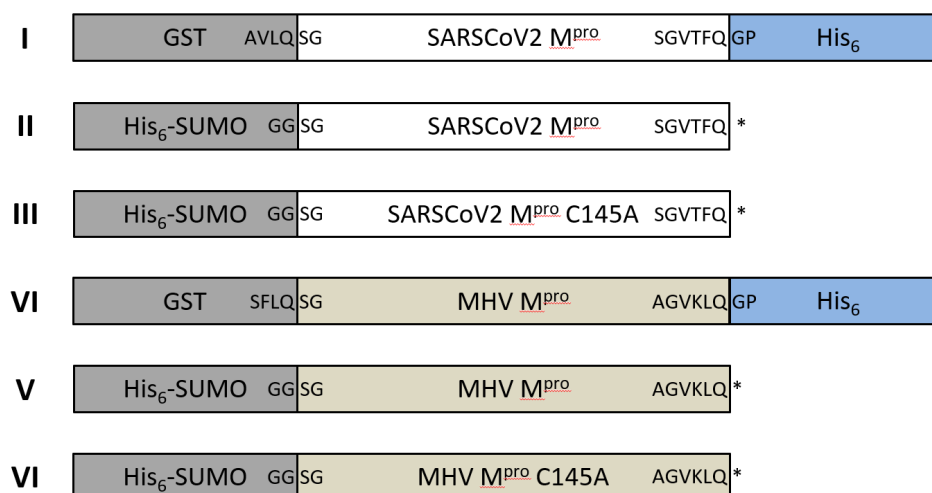 I GST AVLQ SG SARSCoV2 Mpro SGVTFQ GP His6
II His6-SUMO GG SG SARSCoV2 Mpro SGVTFQ *
III His6-SUMO GG SG SARSCoV2 Mpro C145A SGVTFQ *
VI GST SFLQ SG MHV Mpro AGVKLQ GP His6
V His6-SUMO GG SG MHV Mpro AGVKLQ *
VI His6-SUMO GG SG MHV Mpro C145A AGVKLQ *